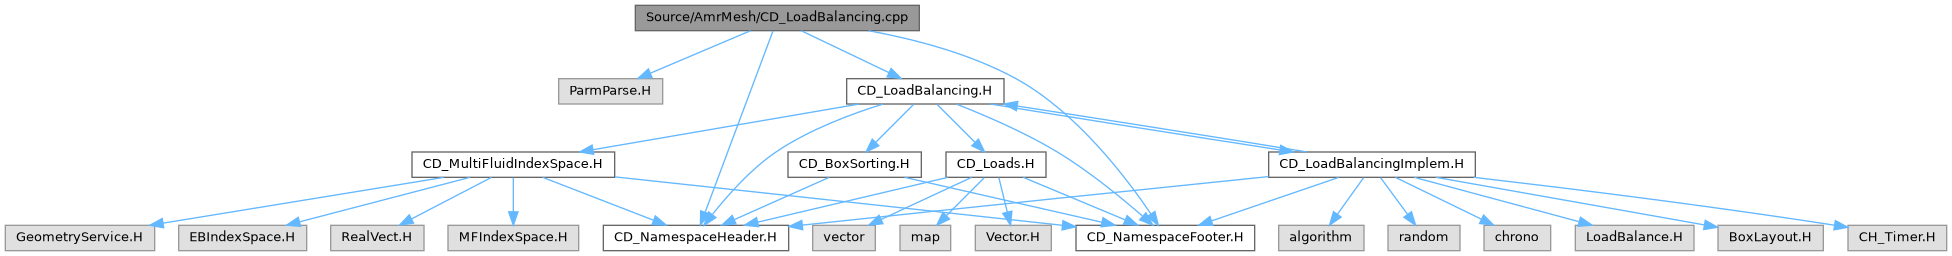 Source/AmrMesh/CD_LoadBalancing.cpp
ParmParse.H
CD_LoadBalancing.H
CD_MultiFluidIndexSpace.H
CD_BoxSorting.H
CD_Loads.H
CD_LoadBalancingImplem.H
GeometryService.H
EBIndexSpace.H
RealVect.H
MFIndexSpace.H
CD_NamespaceHeader.H
vector
map
Vector.H
CD_NamespaceFooter.H
algorithm
random
chrono
LoadBalance.H
BoxLayout.H
CH_Timer.H